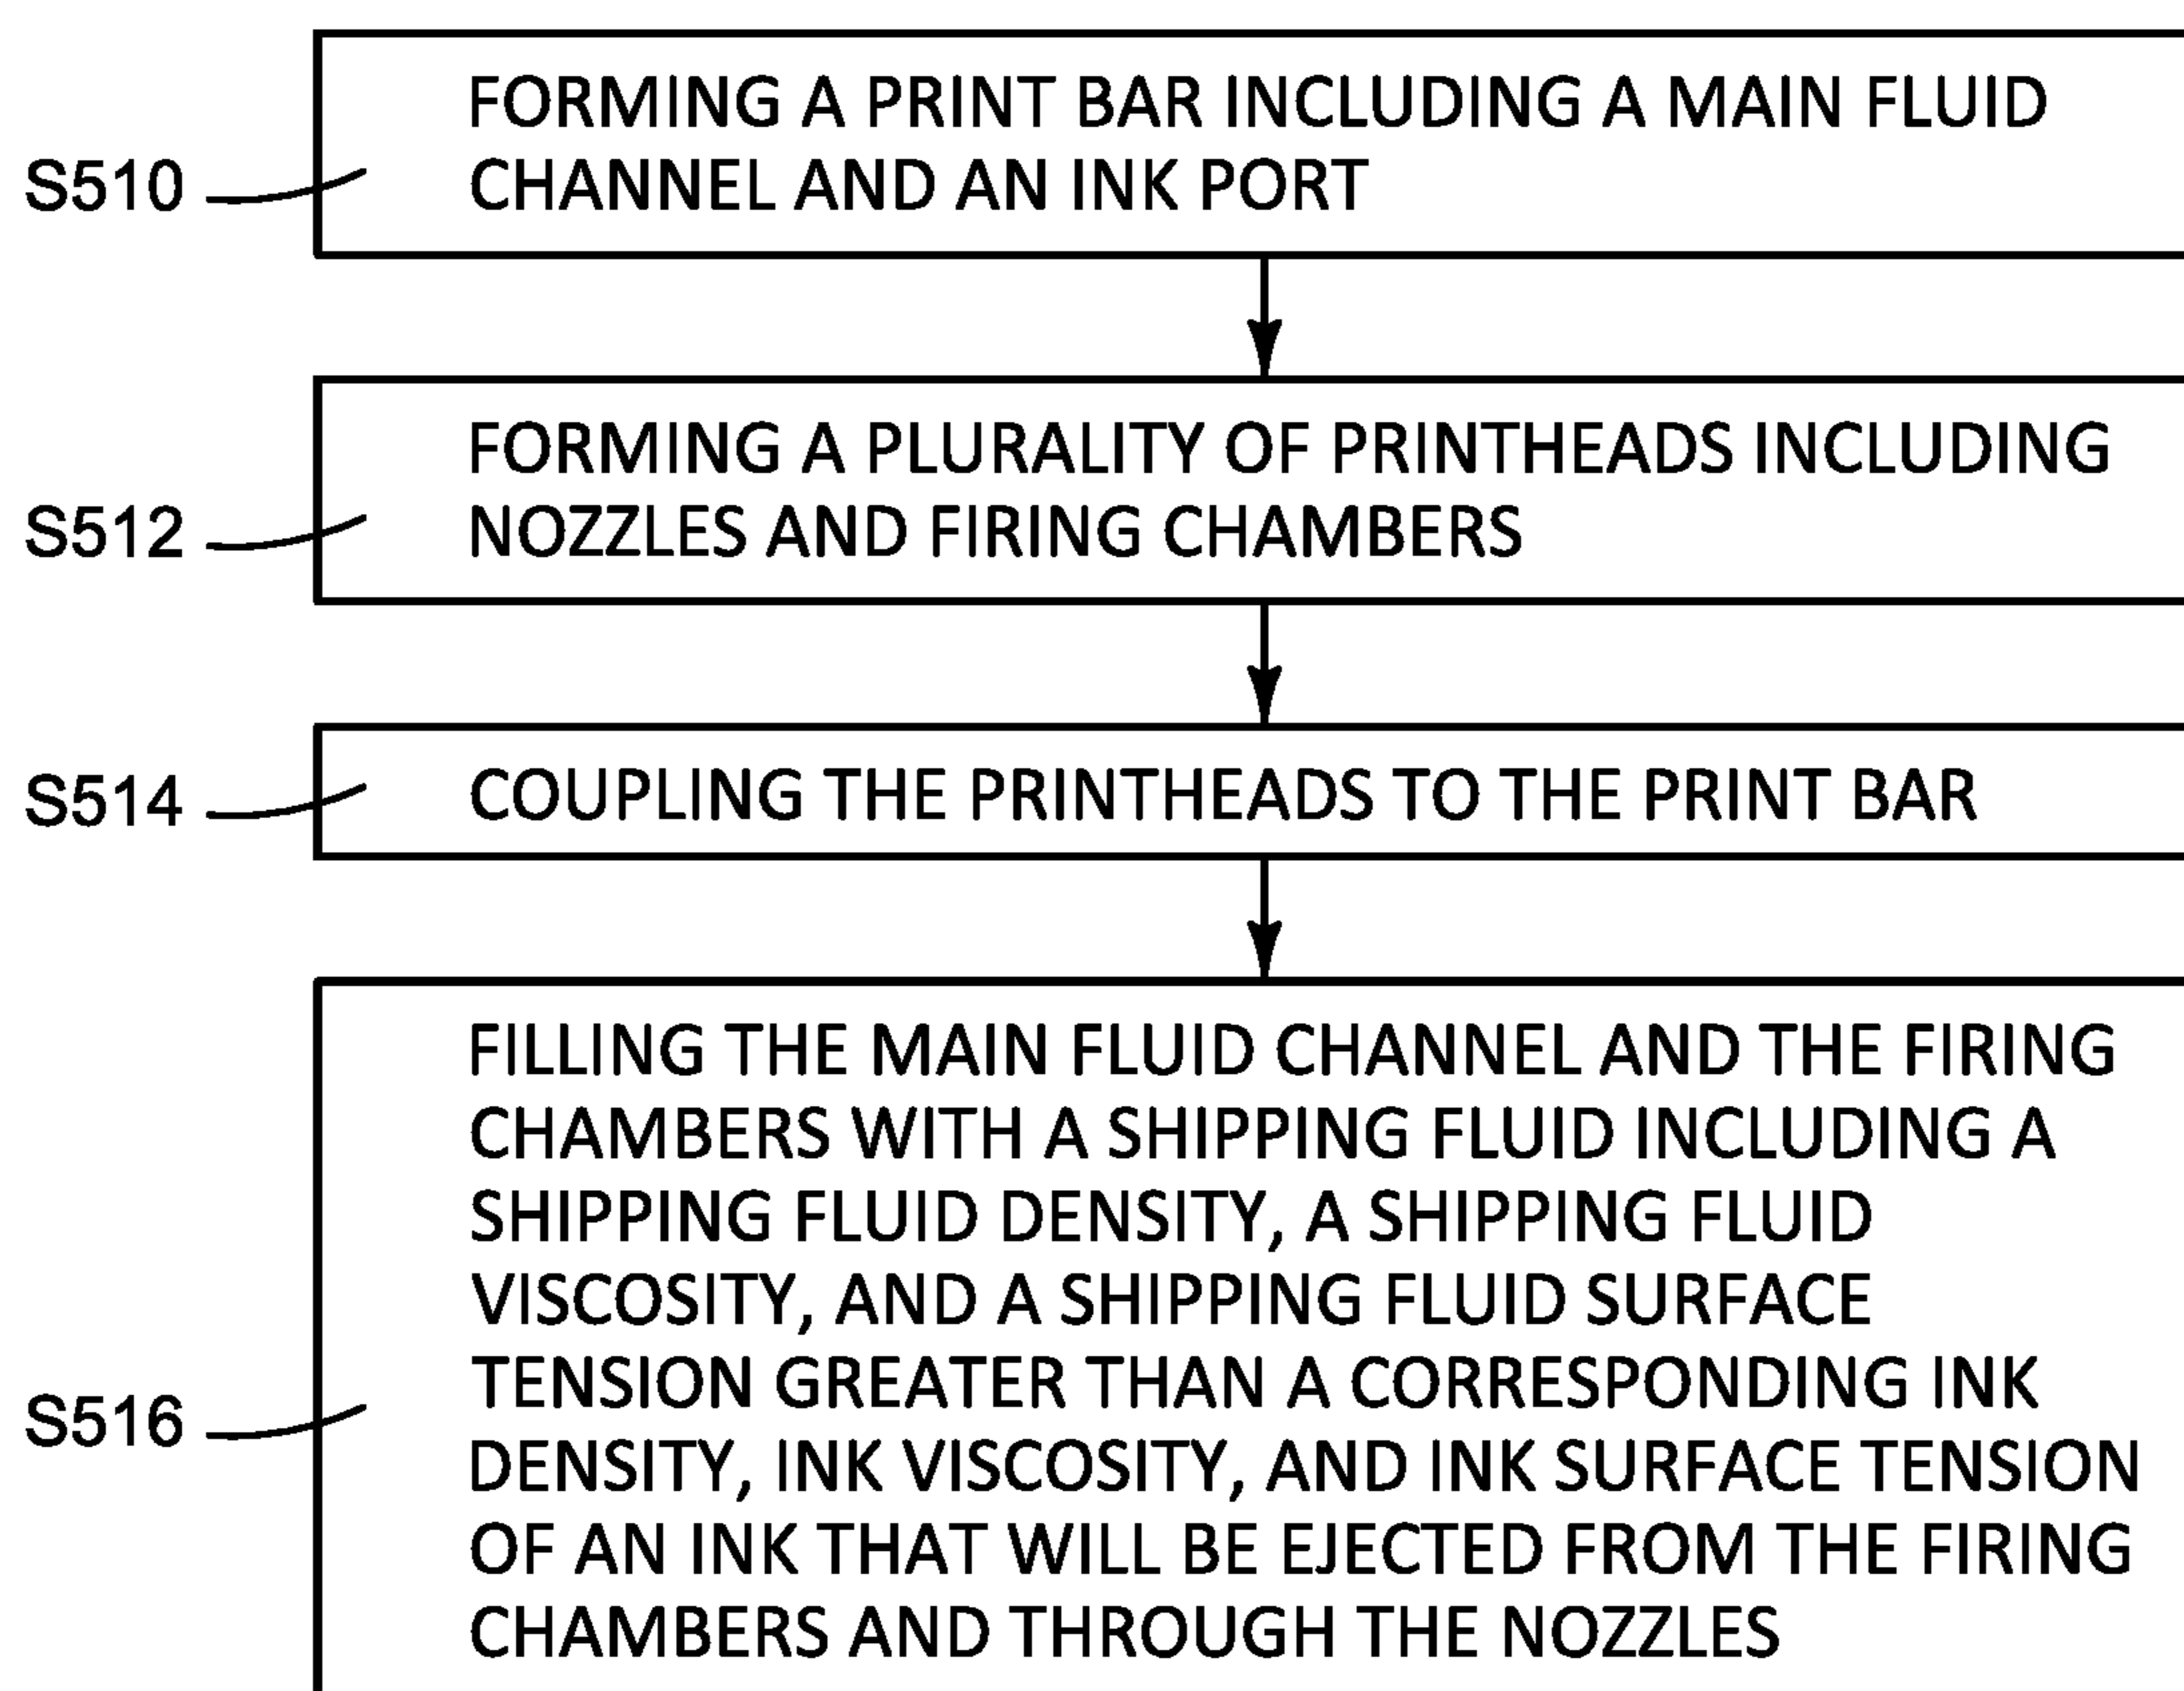 FORMING A PRINT BAR INCLUDING A MAIN FLUID
CHANNEL AND AN INK PORT
S510
FORMING A PLURALITY OF PRINTHEADS INCLUDING
NOZZLES AND FIRING CHAMBERS
S512
COUPLING THE PRINTHEADS TO THE PRINT BAR
S514
FILLING THE MAIN FLUID CHANNEL AND THE FIRING
CHAMBERS WITH A SHIPPING FLUID INCLUDING A
SHIPPING FLUID DENSITY, A SHIPPING FLUID
VISCOSITY, AND A SHIPPING FLUID SURFACE
TENSION GREATER THAN A CORRESPONDING INK
DENSITY, INK VISCOSITY, AND INK SURFACE TENSION
OF AN INK THAT WILL BE EJECTED FROM THE FIRING
CHAMBERS AND THROUGH THE NOZZLES
S516